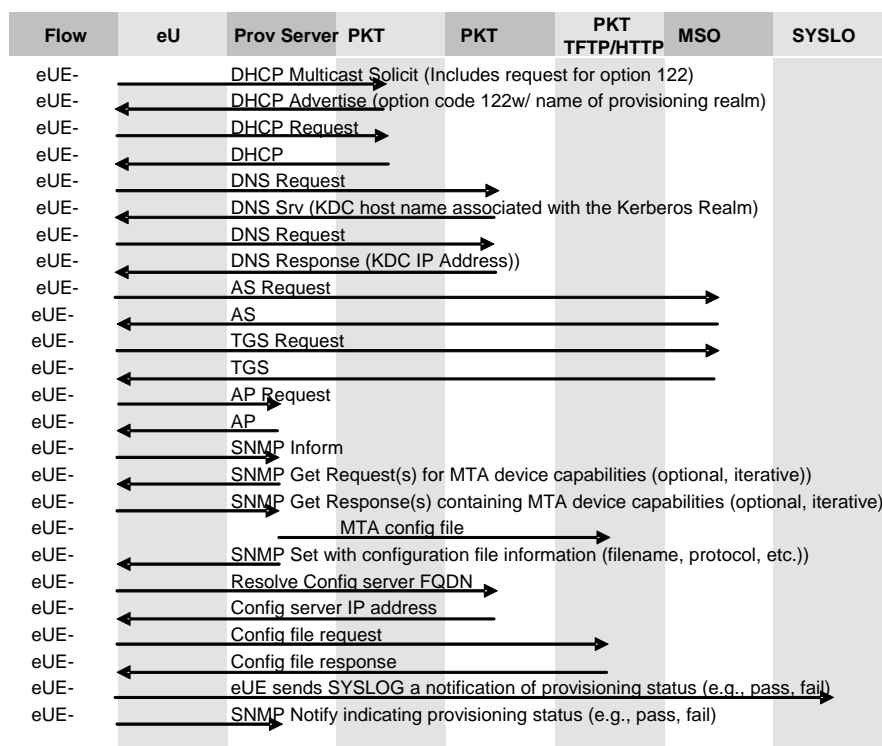 Flow eU Prov Server PKT PKT PKT TFTP/HTTP MSO SYSLO
eUE- DHCP Multicast Solicit (Includes request for option 122)
eUE- DHCP Advertise (option code 122w/ name of provisioning realm)
eUE- DHCP Request
eUE- DHCP
eUE- DNS Request
eUE- DNS Srv (KDC host name associated with the Kerberos Realm)
eUE- DNS Request
eUE- DNS Response (KDC IP Address))
eUE- AS Request
eUE- AS
eUE- TGS Request
eUE- TGS
eUE- AP Request
eUE- AP
eUE- SNMP Inform
eUE- SNMP Get Request(s) for MTA device capabilities (optional, iterative))
eUE- SNMP Get Response(s) containing MTA device capabilities (optional, iterative)
eUE- MTA config file
eUE- SNMP Set with configuration file information (filename, protocol, etc.))
eUE- Resolve Config server FQDN
eUE- Config server IP address
eUE- Config file request
eUE- Config file response
eUE- eUE sends SYSLOG a notification of provisioning status (e.g., pass, fail)
eUE- SNMP Notify indicating provisioning status (e.g., pass, fail)